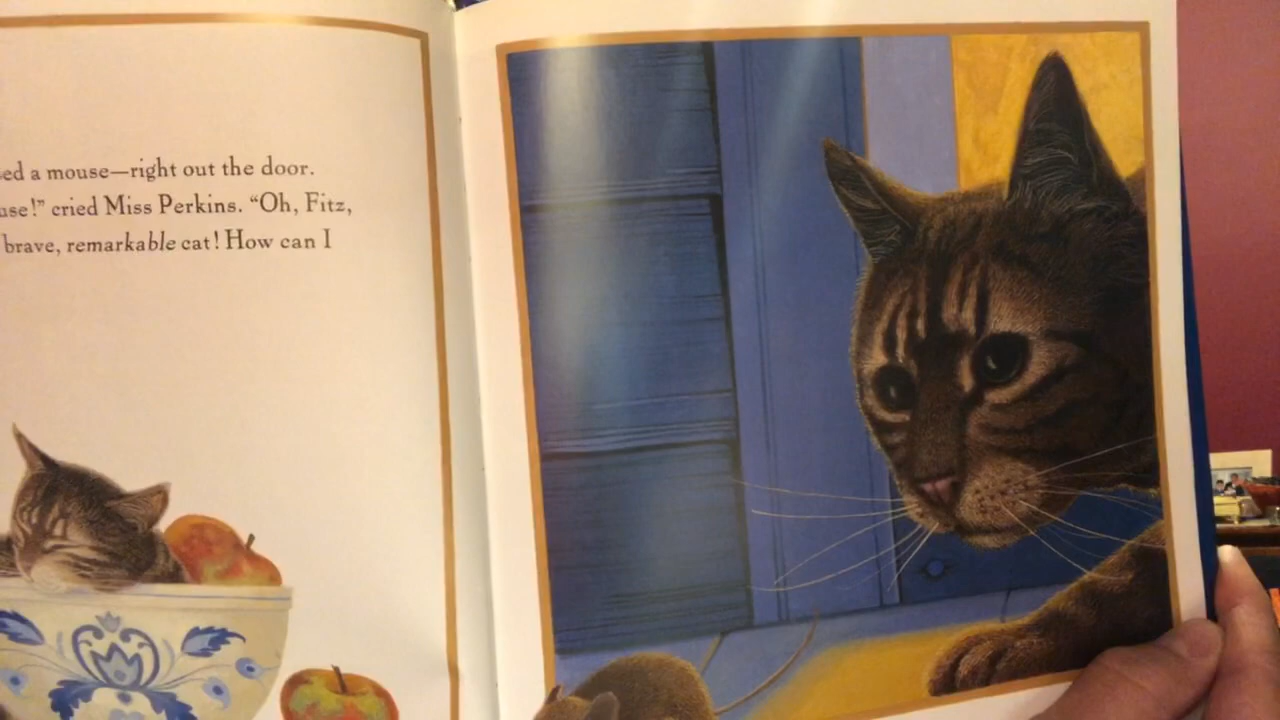 ed a mouse—right out the door.
use!” cried Miss Perkins. “Oh, Fitz,
brave, remarkable cat! How can I